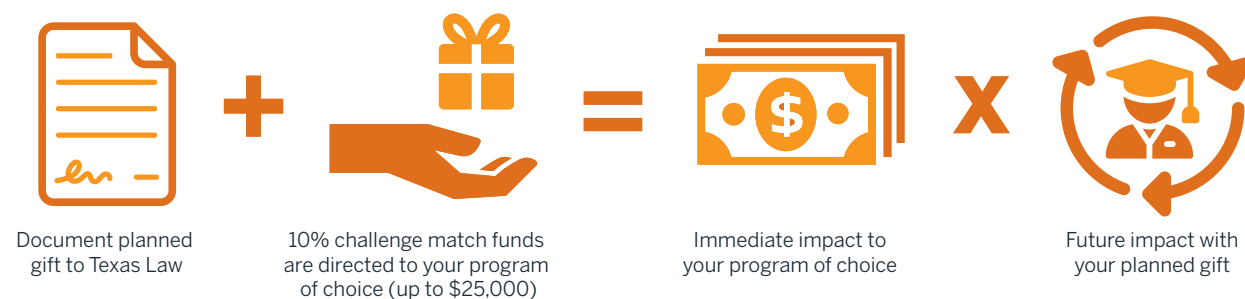 +
=
$
x
Document planned
gift to Texas Law
10% challenge match funds
are directed to your program
of choice (up to $25,000)
Immediate impact to
your program of choice
Future impact with
your planned gift